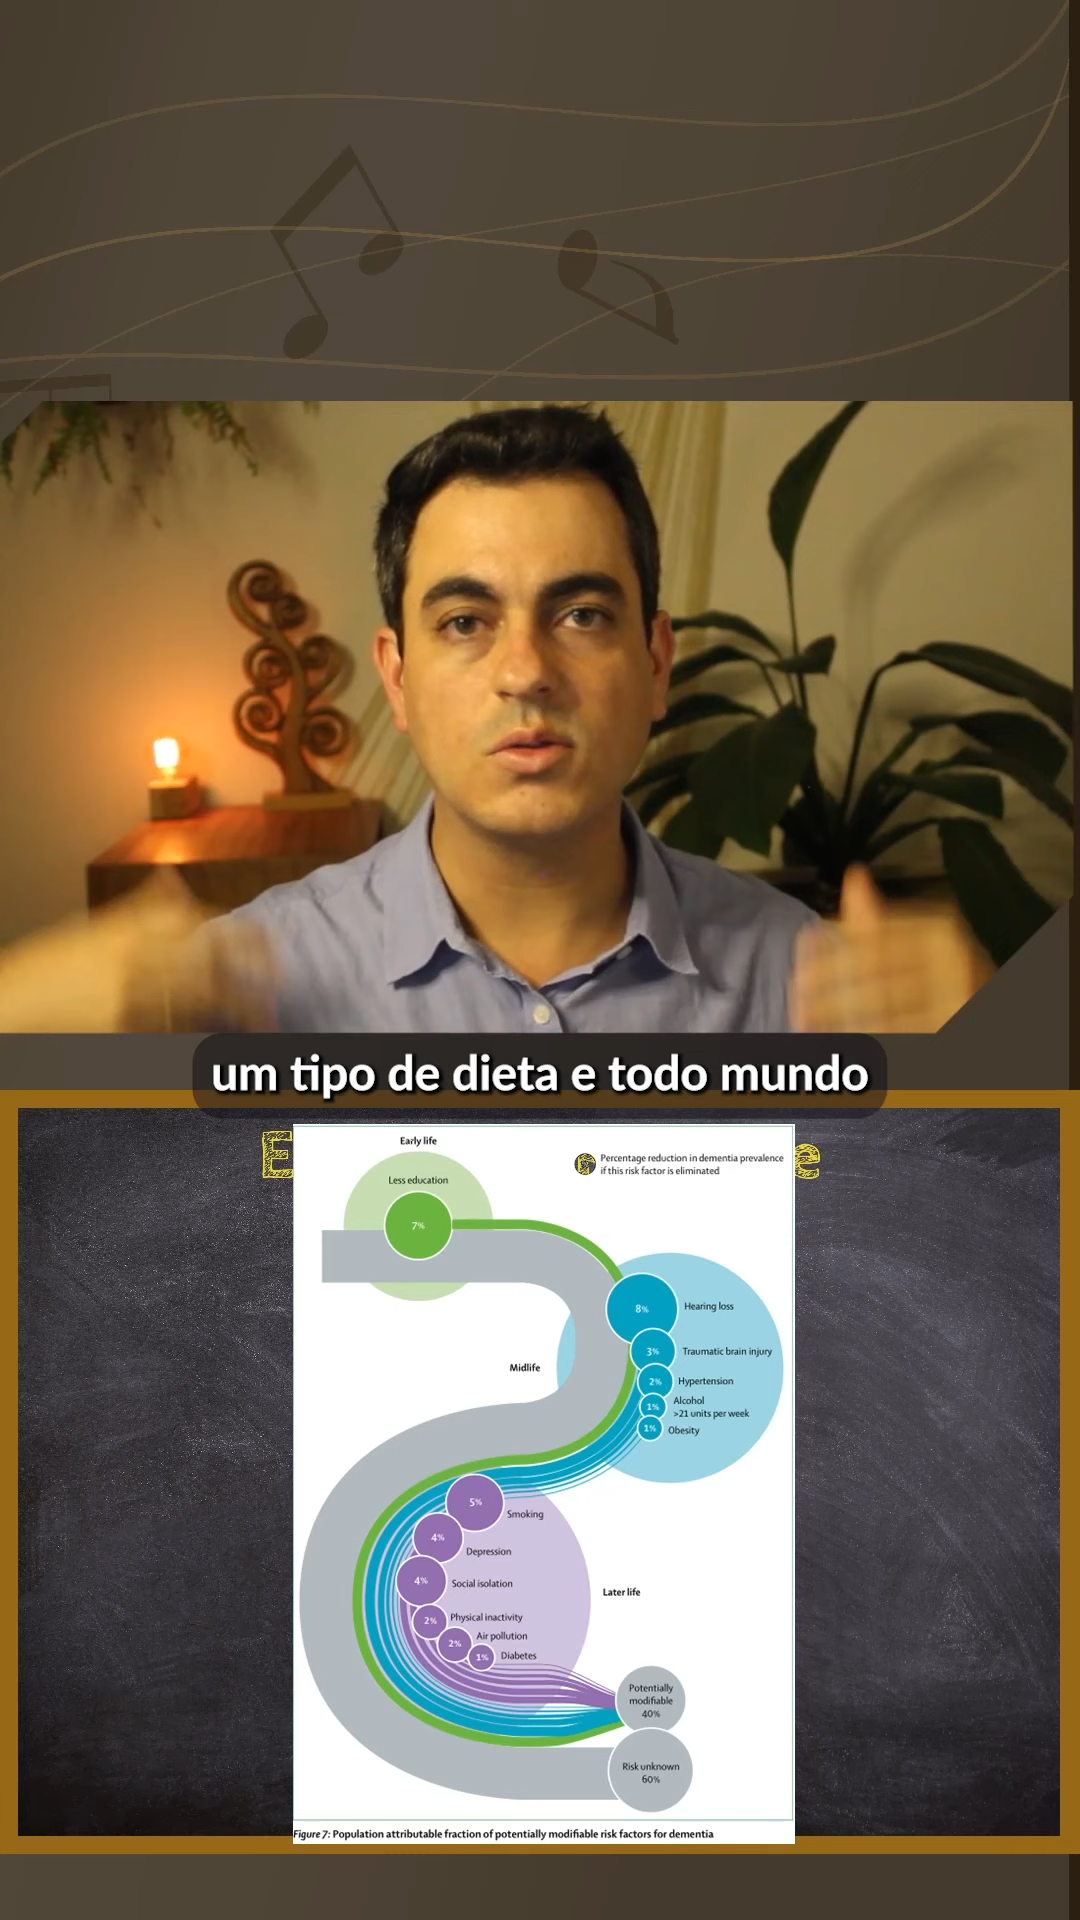 um tipo de dieta e todo mundo
E
e
Early life
Percentage reduction in dementia prevalence
if this risk factor is eliminated
Less education
7%
8%
Hearing loss
3%
Traumatic brain injury
Midlife
2%
Hypertension
1%
Alcohol
>21 units per week
1%
Obesity
5%
Smoking
4%
Depression
4%
Social isolation
Later life
2%
Physical inactivity
2%
Air pollution
1%
Diabetes
Potentially
modifiable
40%
Risk unknown
60%
Figure 7: Population attributable fraction of potentially modifiable risk factors for dementia